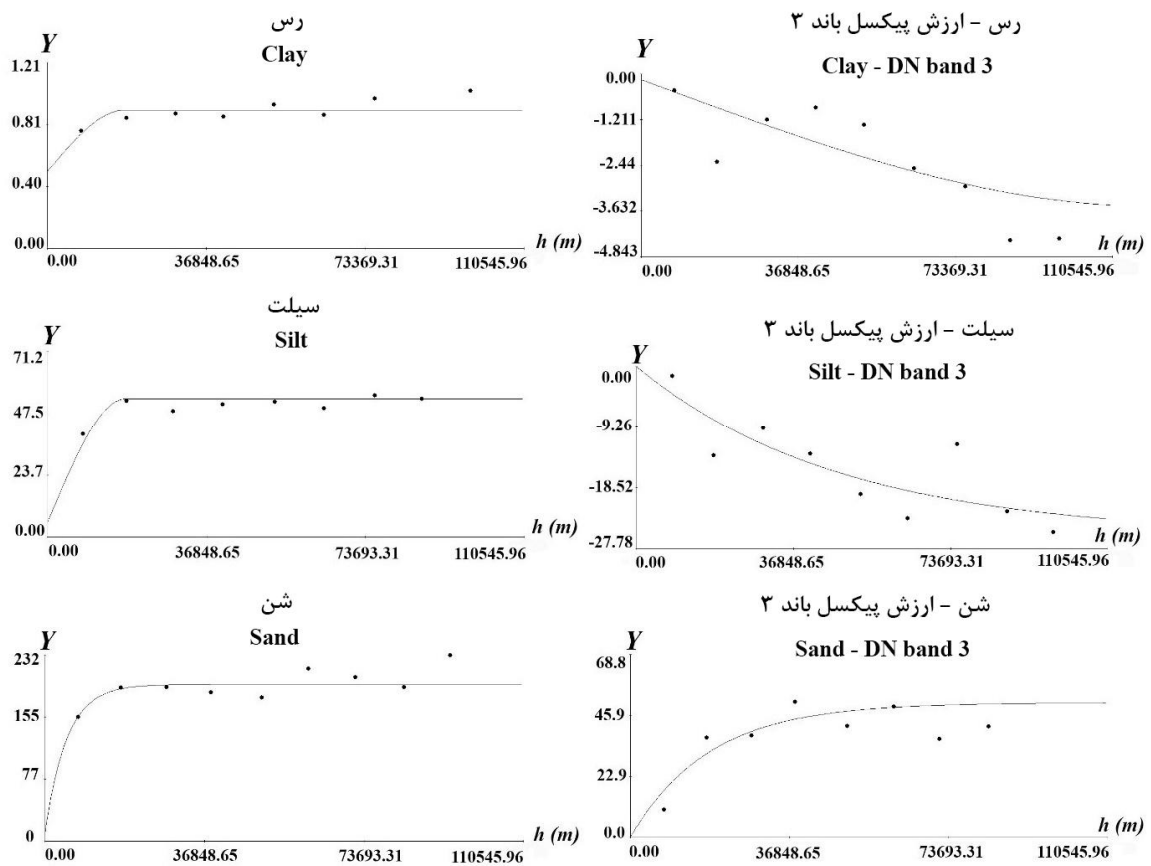 رس
Clay
Y
1.21
0.81
0.40
0.00
h (m)
0.00 36848.65 73369.31 110545.96
رس - ارزش پیکسل باند ۳
Clay - DN band 3
Y
0.00
-1.211
-2.44
-3.632
-4.843
h (m)
0.00 36848.65 73369.31 110545.96
سیلت
Silt
Y
71.2
47.5
23.7
0.00
h (m)
0.00 36848.65 73693.31 110545.96
سیلت - ارزش پیکسل باند ۳
Silt - DN band 3
Y
0.00
-9.26
-18.52
-27.78
h (m)
0.00 36848.65 73693.31 110545.96
شن
Sand
Y
232
155
77
0
h (m)
0.00 36848.65 73693.31 110545.96
شن - ارزش پیکسل باند ۳
Sand - DN band 3
Y
68.8
45.9
22.9
0.0
h (m)
0.00 36848.65 73693.31 110545.96